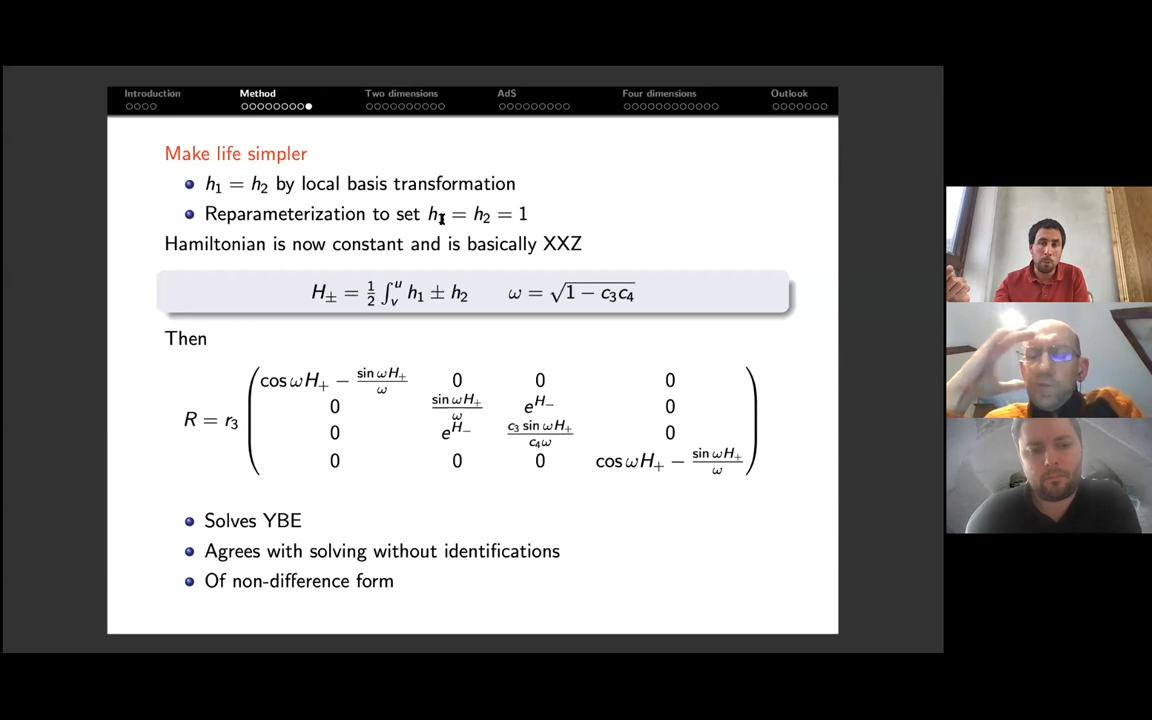 Introduction Method Two dimensions AdS Four dimensions Outlook
Make life simpler
h₁ = h₂ by local basis transformation
Reparameterization to set h₁ = h₂ = 1
Hamiltonian is now constant and is basically XXZ
H± = 1/2 ∫ᵥᵘ h₁ ± h₂ ω = √(1 − c₃c₄)
Then
R = r₃
cos ωH₊ − sin ωH₊/ω 0 0 0
0 sin ωH₊/ω e^{H₋} 0
0 e^{H₋} c₃ sin ωH₊/c₄ω 0
0 0 0 cos ωH₊ − sin ωH₊/ω
Solves YBE
Agrees with solving without identifications
Of non-difference form